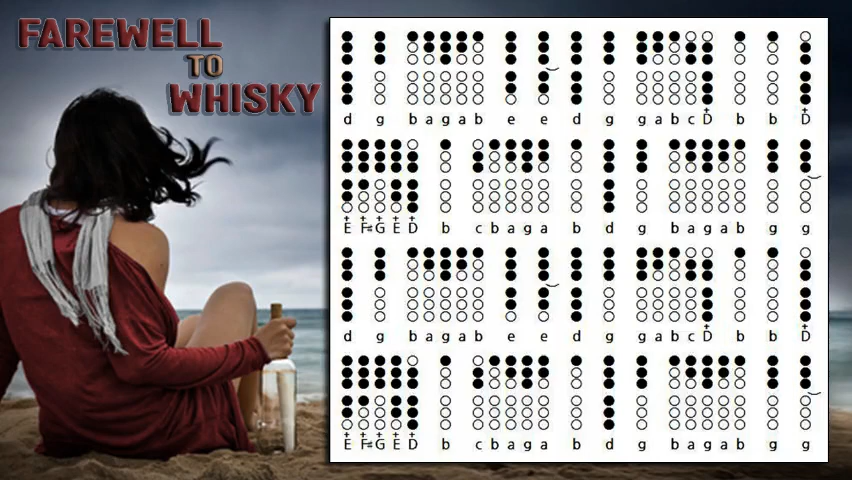 FAREWELL
TO
WHISKY
d g b a g a b e e d g g a b c D b b D
E F# G E D b c b a g a b d g b a g a b g g
d g b a g a b e e d g g a b c D b b D
E F# G E D b c b a g a b d g b a g a b g g